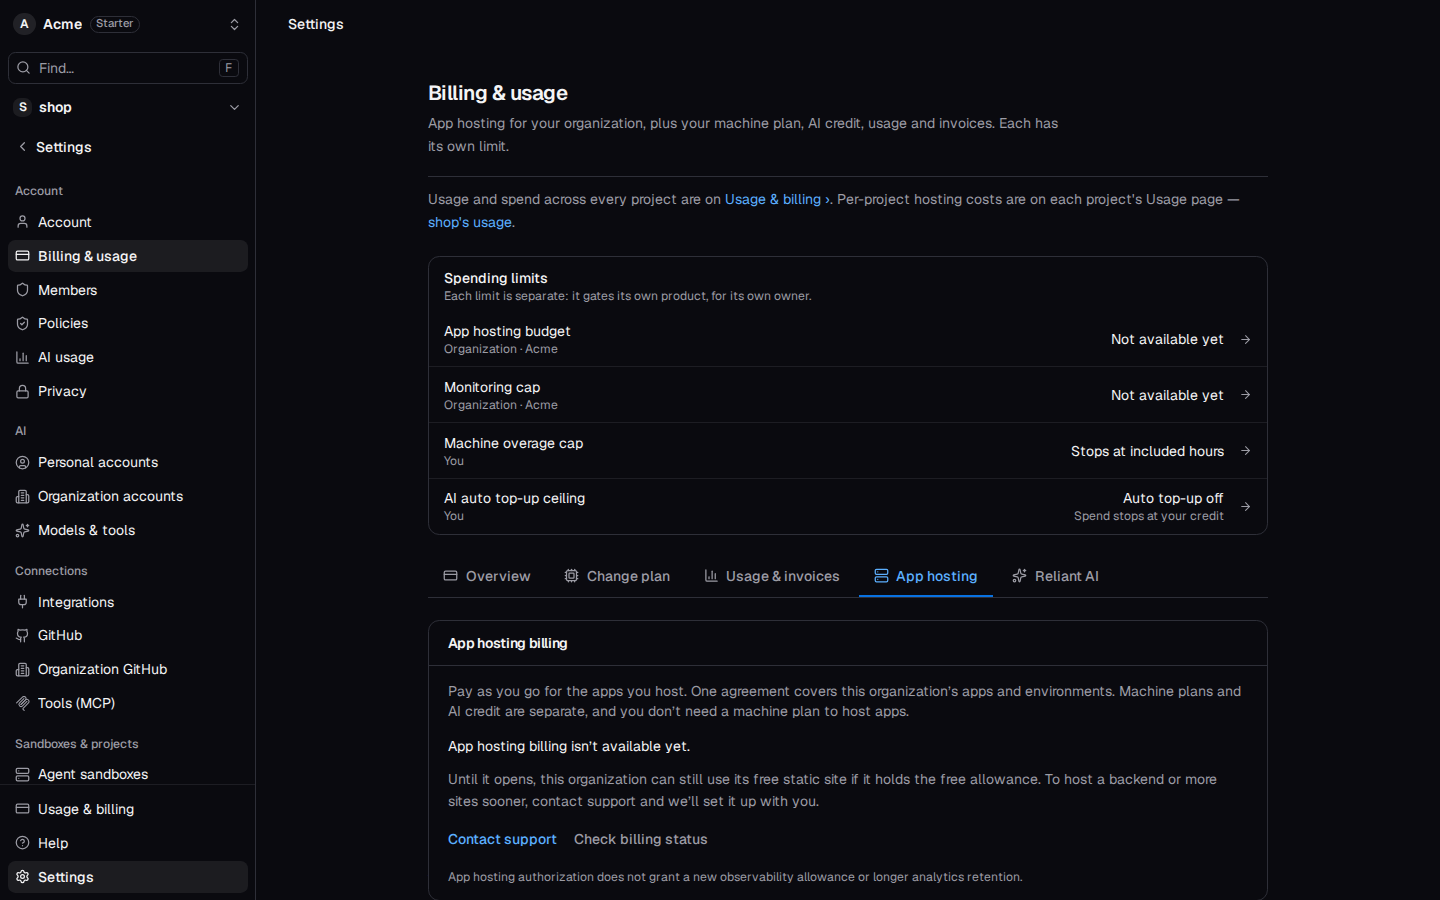 A Acme Starter
Find... F
S shop
Settings
Account
Account
Billing & usage
Members
Policies
AI usage
Privacy
AI
Personal accounts
Organization accounts
Models & tools
Connections
Integrations
GitHub
Organization GitHub
Tools (MCP)
Sandboxes & projects
Agent sandboxes
Usage & billing
Help
Settings
Settings
Billing & usage
App hosting for your organization, plus your machine plan, AI credit, usage and invoices. Each has
its own limit.
Usage and spend across every project are on Usage & billing ›. Per-project hosting costs are on each project's Usage page —
shop's usage.
Spending limits
Each limit is separate: it gates its own product, for its own owner.
App hosting budget
Organization · Acme
Not available yet →
Monitoring cap
Organization · Acme
Not available yet →
Machine overage cap
You
Stops at included hours →
AI auto top-up ceiling
You
Auto top-up off
Spend stops at your credit →
Overview Change plan Usage & invoices App hosting Reliant AI
App hosting billing
Pay as you go for the apps you host. One agreement covers this organization's apps and environments. Machine plans and
AI credit are separate, and you don't need a machine plan to host apps.
App hosting billing isn't available yet.
Until it opens, this organization can still use its free static site if it holds the free allowance. To host a backend or more
sites sooner, contact support and we'll set it up with you.
Contact support Check billing status
App hosting authorization does not grant a new observability allowance or longer analytics retention.